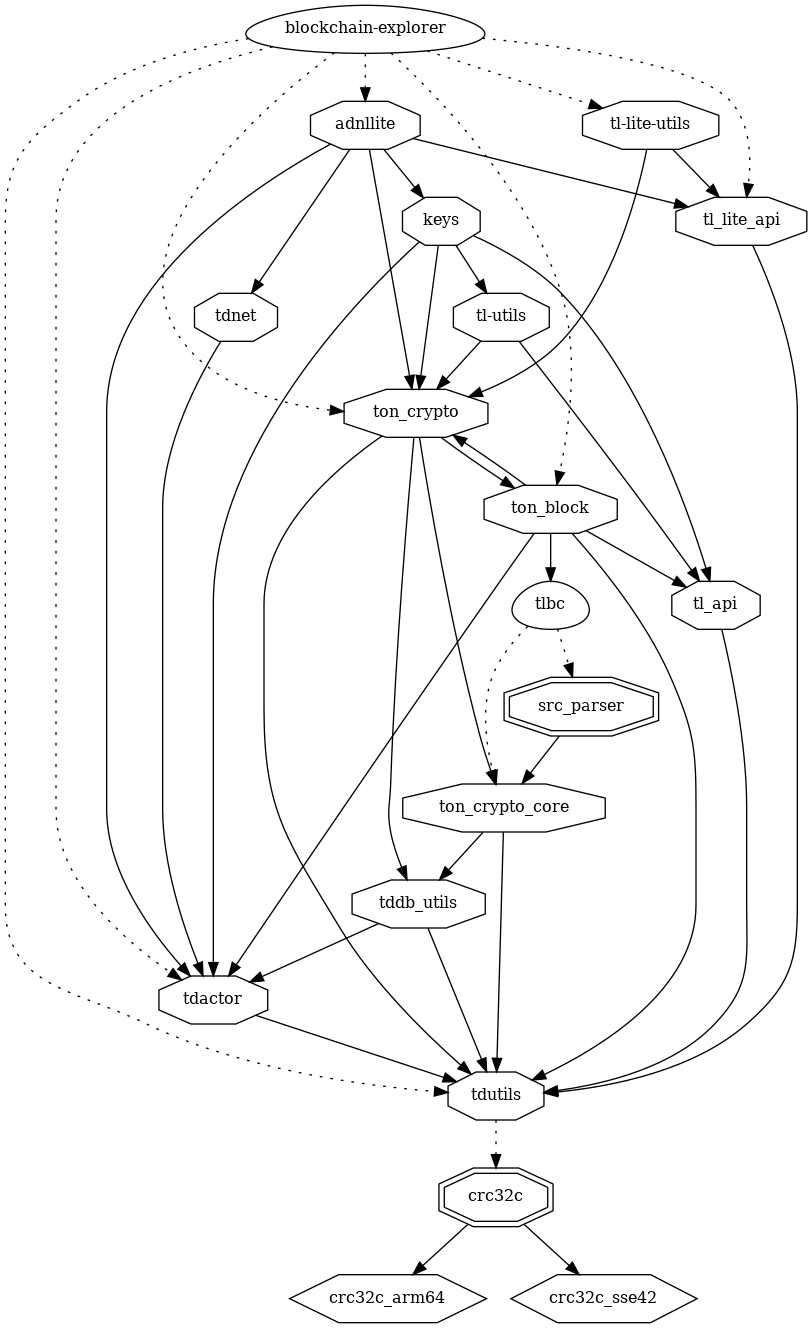 blockchain-explorer
adnllite
tl-lite-utils
keys
tl_lite_api
tdnet
tl-utils
ton_crypto
ton_block
tlbc
tl_api
src_parser
ton_crypto_core
tddb_utils
tdactor
tdutils
crc32c
crc32c_arm64
crc32c_sse42